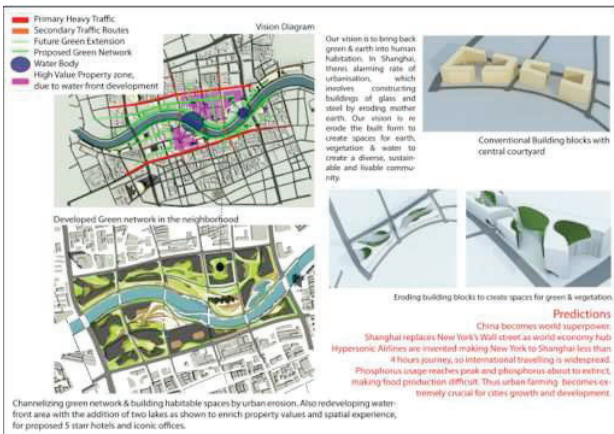 Primary Heavy Traffic
Secondary Traffic Routes
Future Green Extension
Proposed Green Network
Water Body
High Value Property zone,
due to water front development
Vision Diagram
Our vision is to bring back
green & earth into human
habitation. In Shanghai,
theres alarming rate of
urbanisation, which
involves constructing
buildings of glass and
steel by eroding mother
earth. Our vision is re
erode the built form to
create spaces for earth,
vegetation & water to
create a diverse, sustain-
able and livable commu-
nity.
Conventional Building blocks with
central courtyard
Developed Green network in the neighborhood
Eroding building blocks to create spaces for green & vegetation
Predictions
China becomes world superpower.
Shanghai replaces New York's Wall street as world economy hub
Hypersonic Airlines are invented making New York to Shanghai less than
4 hours journey, so international travelling is widespread.
Phosphorus usage reaches peak and phosphorus about to extinct,
making food production difficult. Thus urban farming becomes ex-
tremely crucial for cities growth and development
Channelizing green network & building habitable spaces by urban erosion. Also redeveloping water-
front area with the addition of two lakes as shown to enrich property values and spatial experience,
for proposed 5 starr hotels and iconic offices.